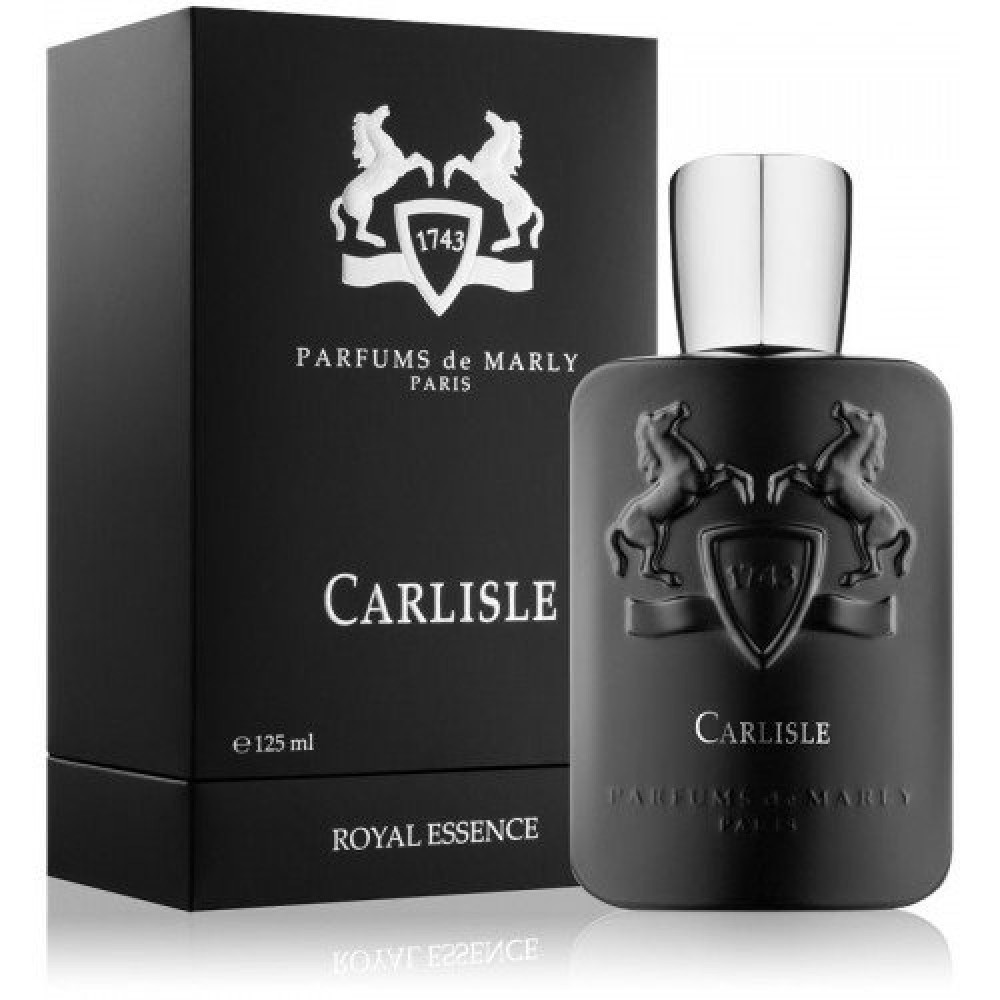 1743
PARFUMS de MARLY
PARIS
CARLISLE
℮ 125 ml
ROYAL ESSENCE
1743
CARLISLE
PARFUMS de MARLY
PARIS
ROYAL ESSENCE